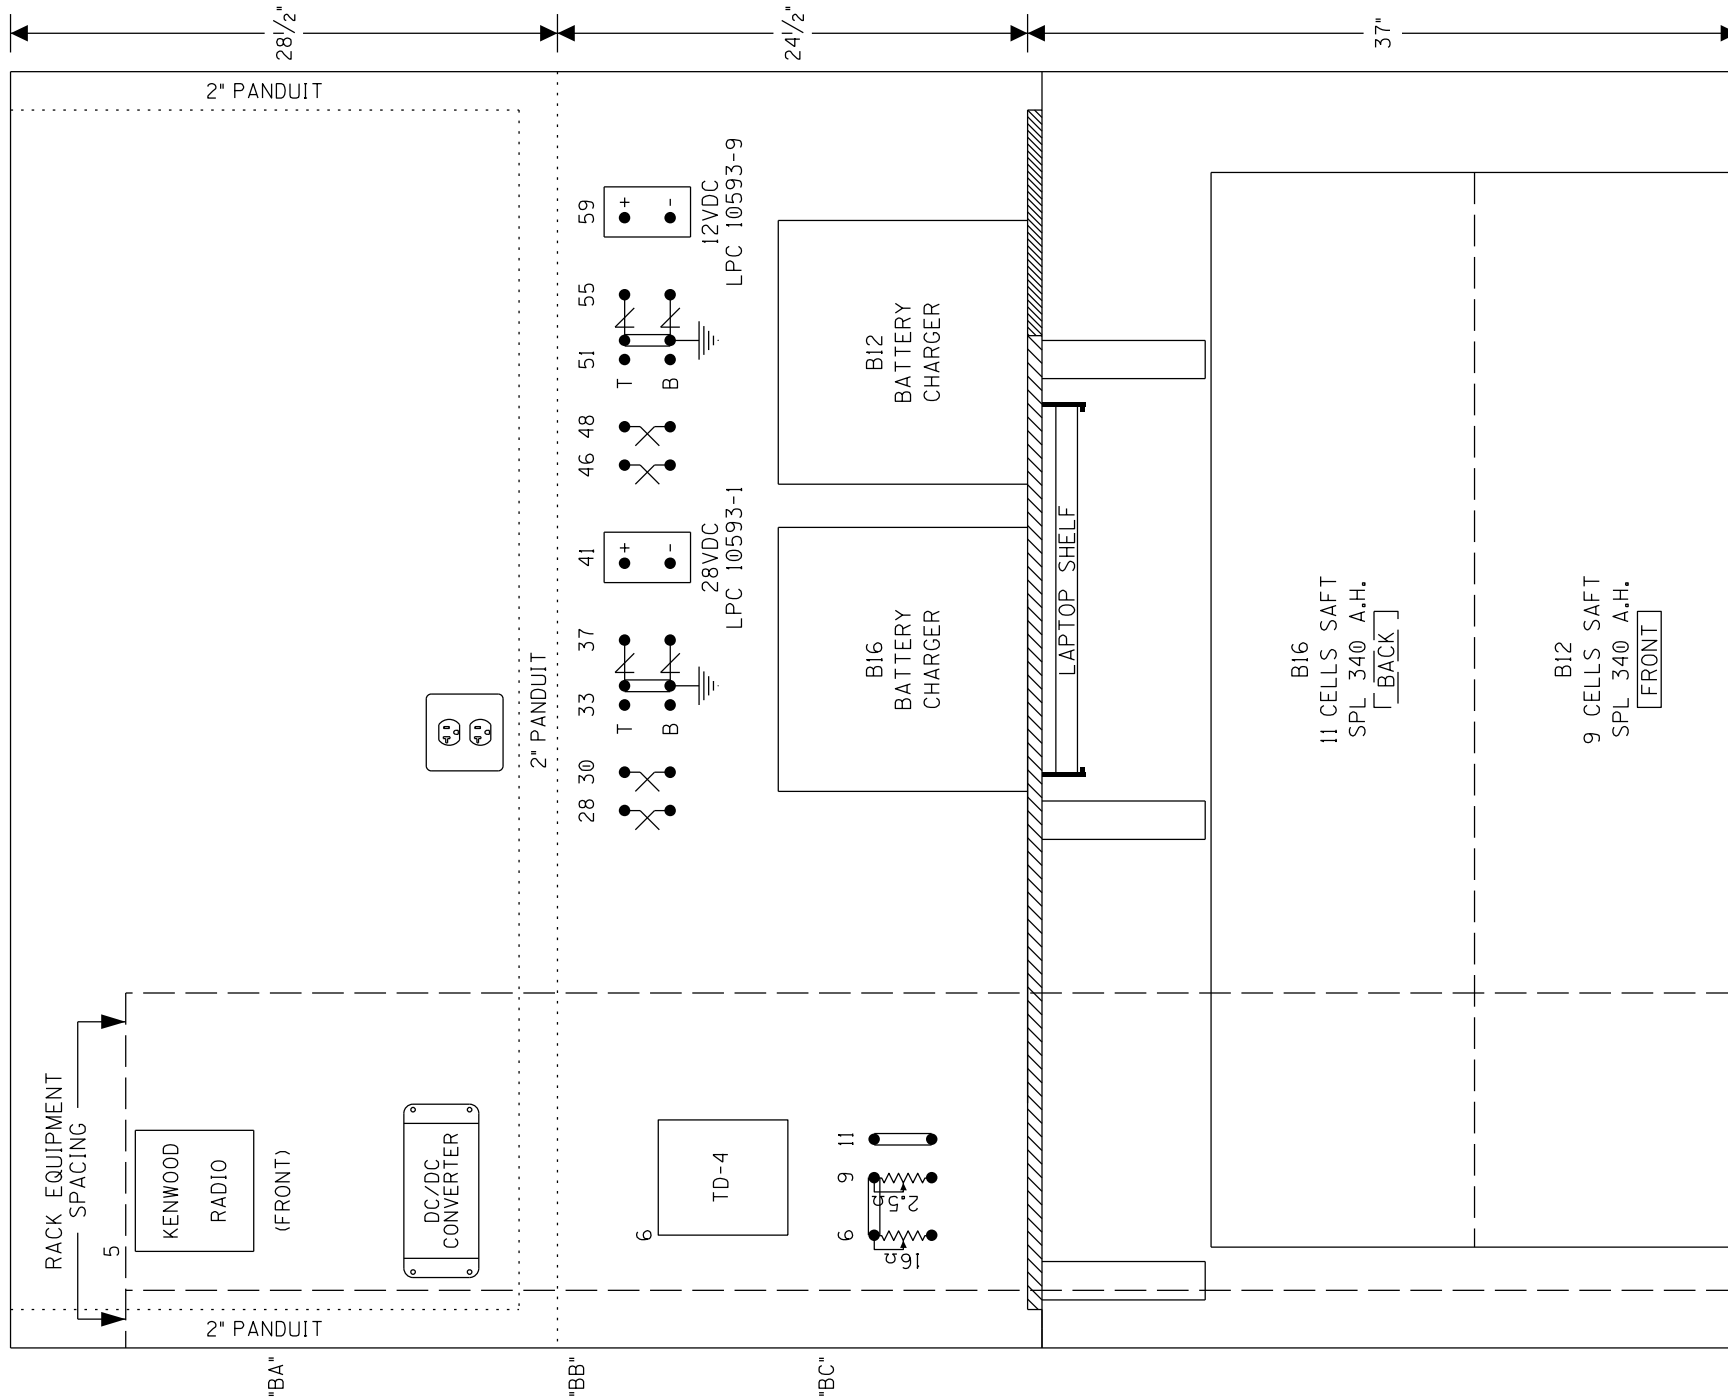 28½"
24½"
37"
2" PANDUIT
2" PANDUIT
2" PANDUIT
"BA"
"BB"
"BC"
RACK EQUIPMENT
SPACING
5
KENWOOD
RADIO
(FRONT)
DC/DC
CONVERTER
6
TD-4
6
9
11
16Ω
2.5Ω
28
30
33
37
41
46
48
51
55
59
T
B
+
-
28VDC
LPC 10593-1
T
B
+
-
12VDC
LPC 10593-9
B16
BATTERY
CHARGER
B12
BATTERY
CHARGER
LAPTOP SHELF
B16
11 CELLS SAFT
SPL 340 A.H.
BACK
B12
9 CELLS SAFT
SPL 340 A.H.
FRONT